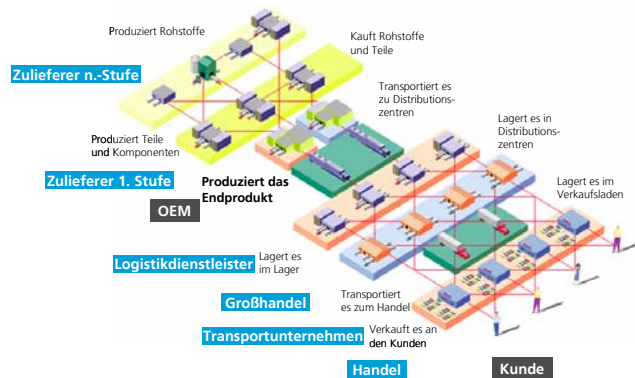 Produziert Rohstoffe
Kauft Rohstoffe
und Teile
Zulieferer n.-Stufe
Transportiert es
zu Distributions-
zentren
Lagert es in
Distributions-
zentren
Produziert Teile
und Komponenten
Zulieferer 1. Stufe
Produziert das
Endprodukt
OEM
Lagert es im
Verkaufsladen
Logistikdienstleister
Lagert es
im Lager
Großhandel
Transportiert
es zum Handel
Transportunternehmen
Verkauft es an
den Kunden
Handel
Kunde